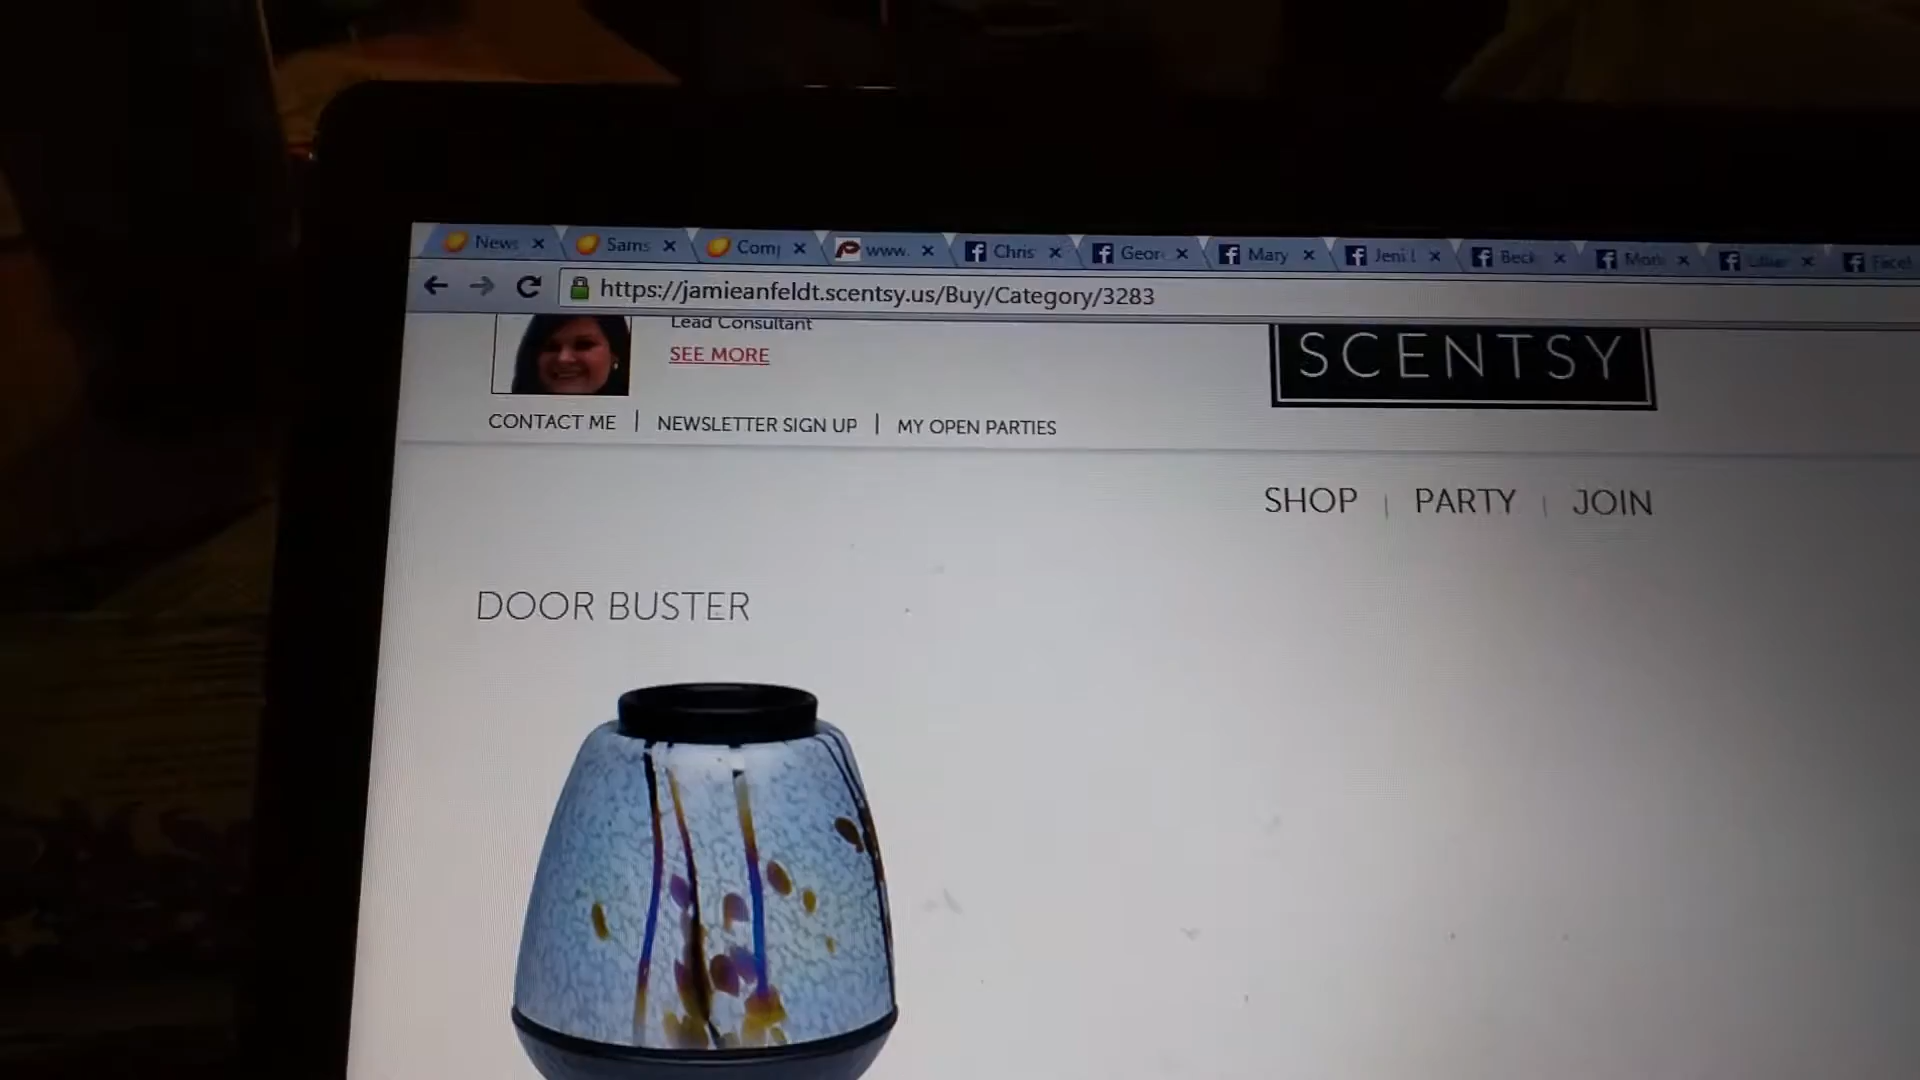 News Sams Comp www. Chris Geor Mary Jeni L Beck
https://jamieanfeldt.scentsy.us/Buy/Category/3283
Lead Consultant
SEE MORE
SCENTSY
CONTACT ME | NEWSLETTER SIGN UP | MY OPEN PARTIES
SHOP | PARTY | JOIN
DOOR BUSTER